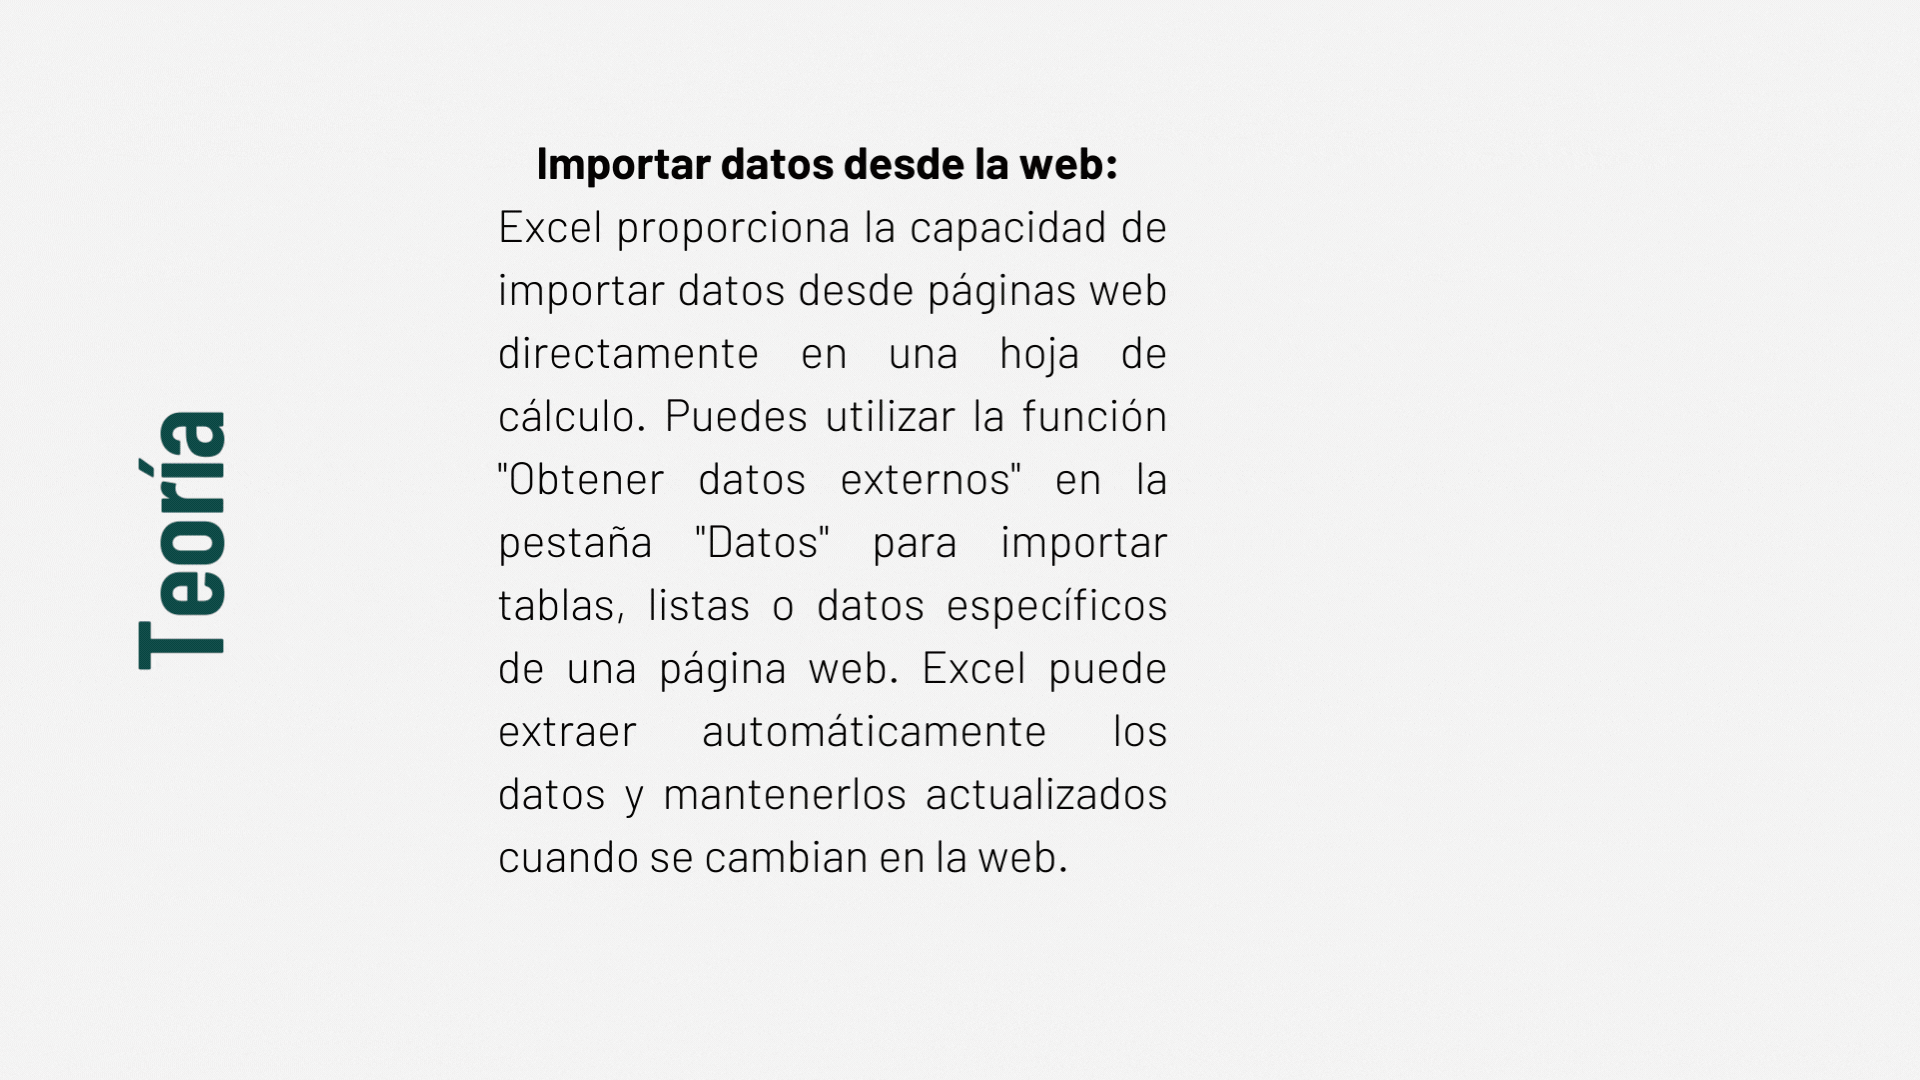 Teoría
Importar datos desde la web:
Excel proporciona la capacidad de
importar datos desde páginas web
directamente en una hoja de
cálculo. Puedes utilizar la función
"Obtener datos externos" en la
pestaña "Datos" para importar
tablas, listas o datos específicos
de una página web. Excel puede
extraer automáticamente los
datos y mantenerlos actualizados
cuando se cambian en la web.